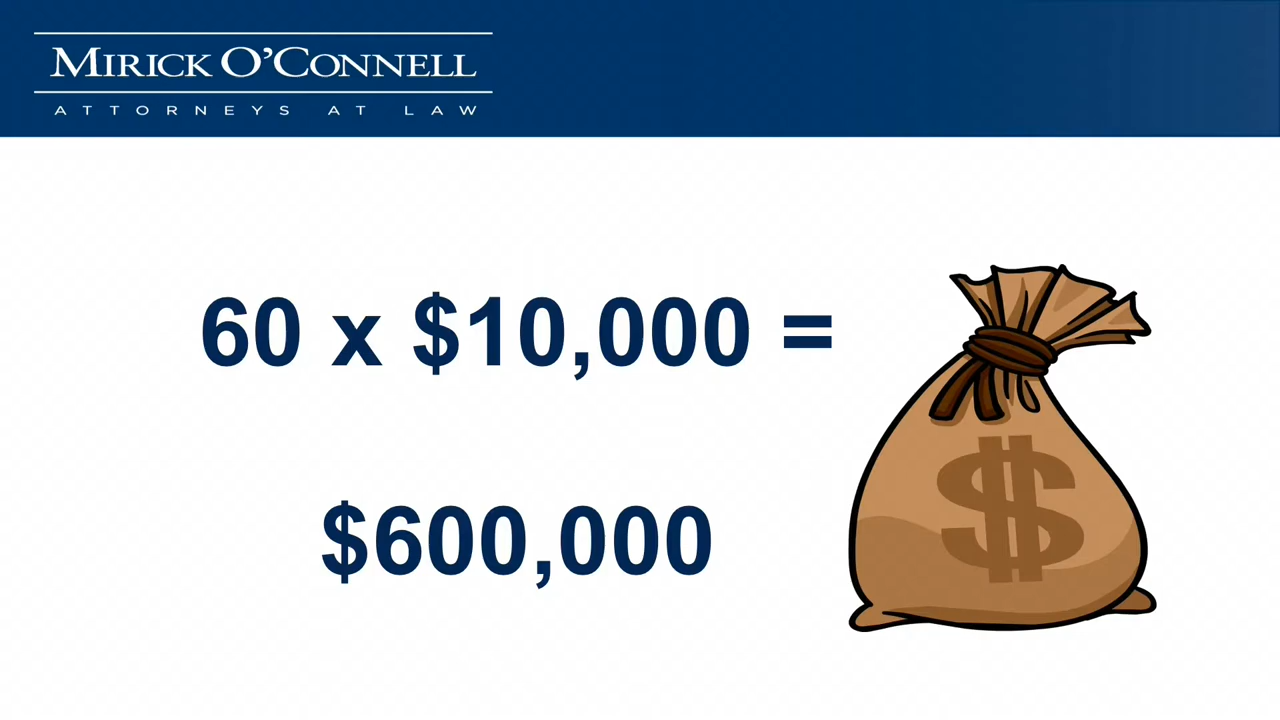 MIRICK O'CONNELL
ATTORNEYS AT LAW
60 x $10,000 =
$600,000
$